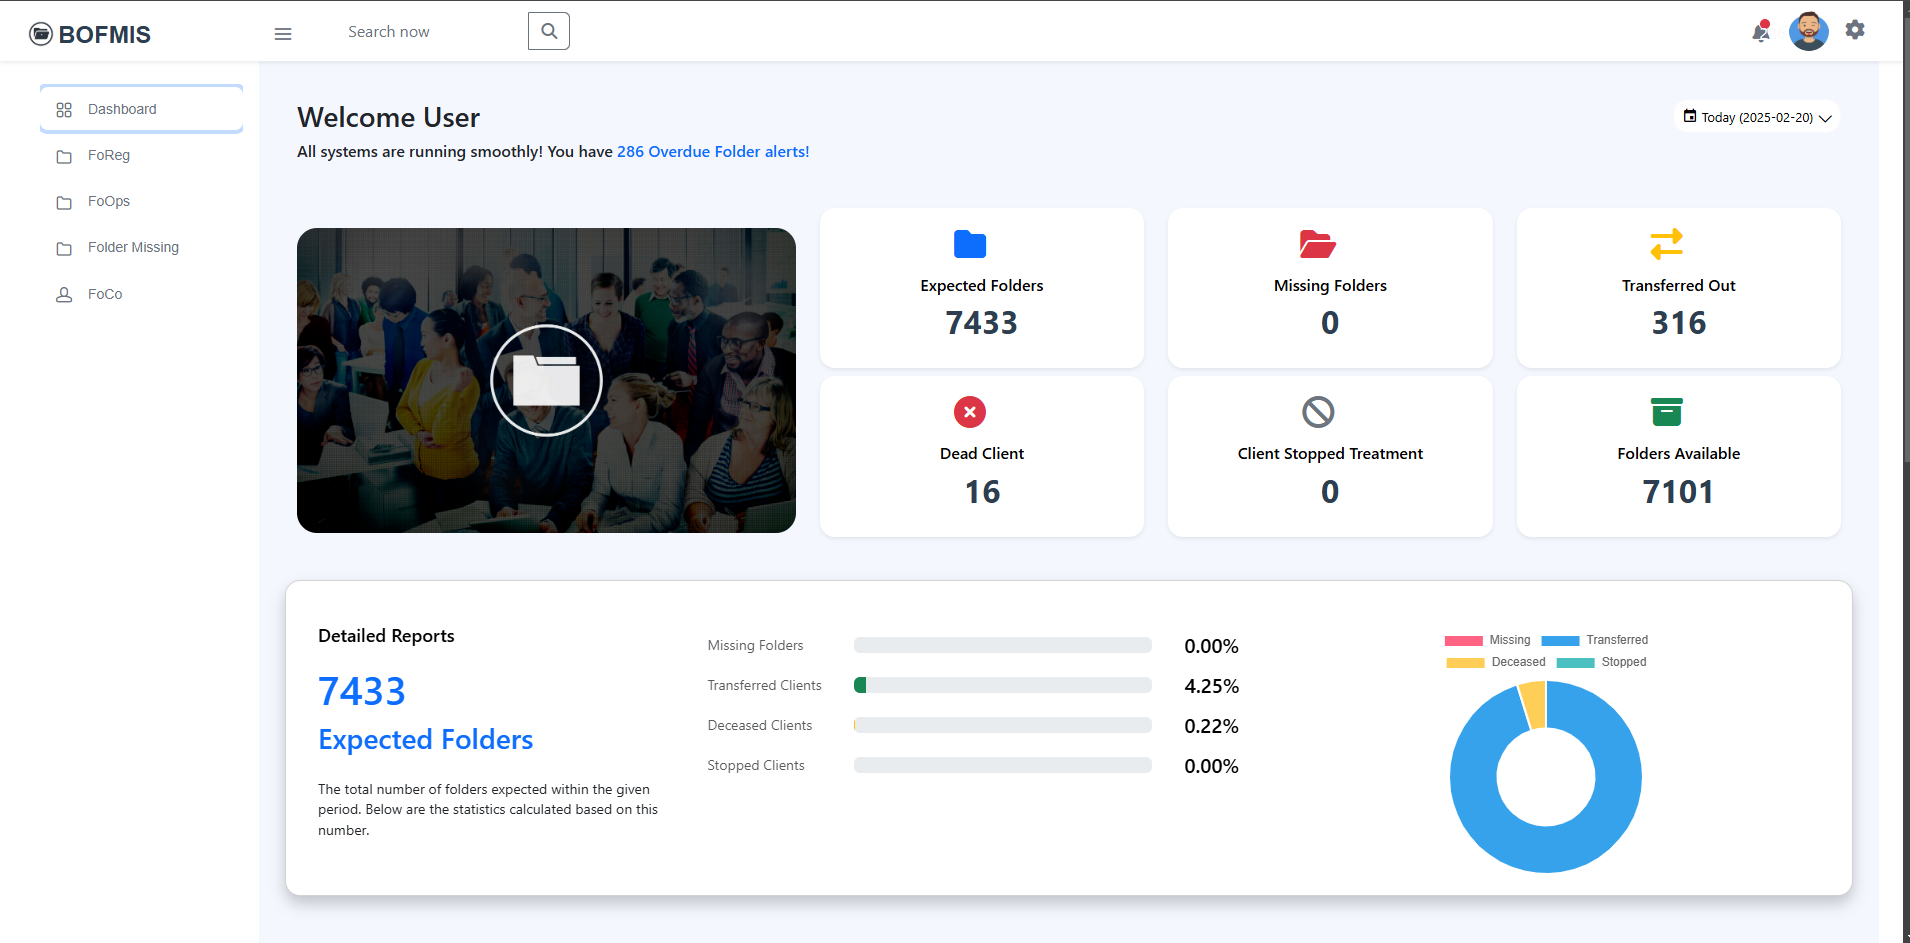 BOFMIS
Search now
2
Dashboard
FoReg
FoOps
Folder Missing
FoCo
Welcome User
Today (2025-02-20)
All systems are running smoothly! You have 286 Overdue Folder alerts!
Expected Folders
7433
Missing Folders
0
Transferred Out
316
Dead Client
16
Client Stopped Treatment
0
Folders Available
7101
Detailed Reports
7433
Expected Folders
The total number of folders expected within the given
period. Below are the statistics calculated based on this
number.
Missing Folders 0.00%
Transferred Clients 4.25%
Deceased Clients 0.22%
Stopped Clients 0.00%
Missing Transferred
Deceased Stopped